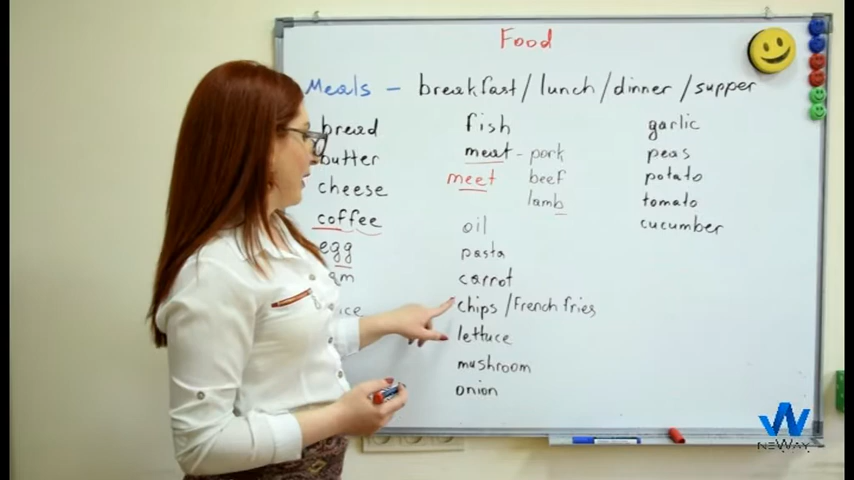 Food
Meals - breakfast / lunch / dinner / supper
bread
butter
cheese
coffee
egg
fish
meat - pork
meet beef
lamb
oil
pasta
carrot
chips / French fries
lettuce
mushroom
onion
garlic
peas
potato
tomato
cucumber
NEWAY